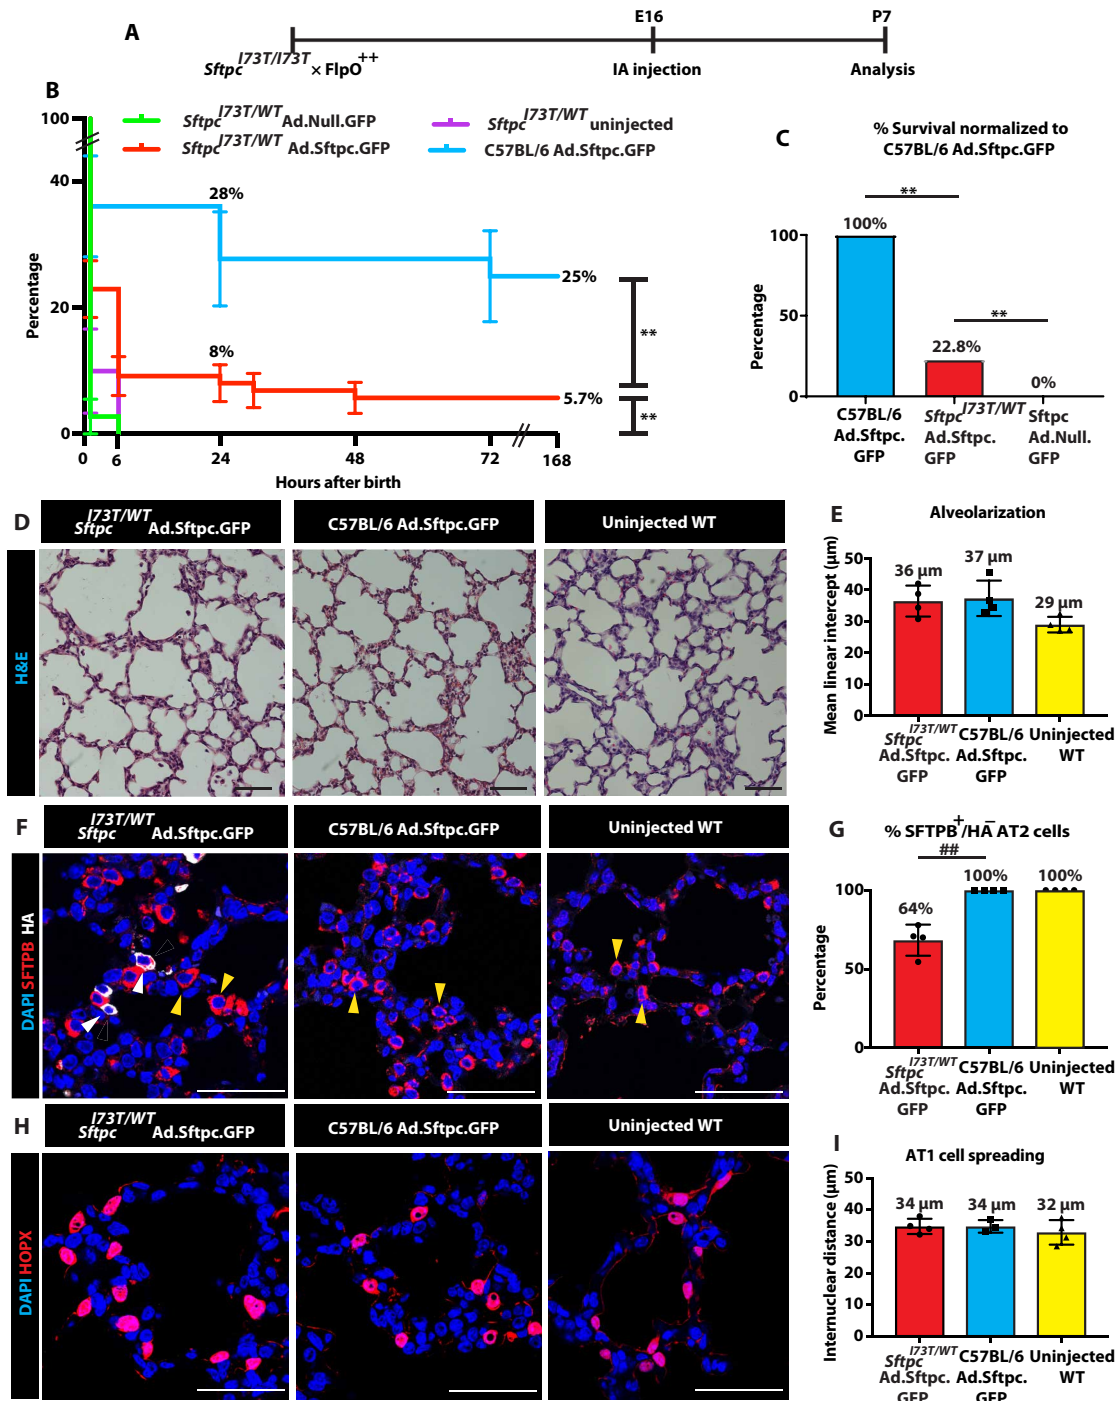 A
E16
P7
Sftpc I73T/I73T × FlpO ++
IA injection
Analysis
B
Sftpc I73T/WT Ad.Null.GFP
Sftpc I73T/WT uninjected
Sftpc I73T/WT Ad.Sftpc.GFP
C57BL/6 Ad.Sftpc.GFP
Percentage
100
40
20
0
28%
25%
8%
5.7%
**
**
0 6 24 48 72 168
Hours after birth
C
% Survival normalized to
C57BL/6 Ad.Sftpc.GFP
**
**
100%
22.8%
0%
Percentage
100
50
0
C57BL/6
Ad.Sftpc.
GFP
Sftpc I73T/WT
Ad.Sftpc.
GFP
Sftpc
Ad.Null.
GFP
D
Sftpc I73T/WT Ad.Sftpc.GFP
C57BL/6 Ad.Sftpc.GFP
Uninjected WT
H&E
E
Alveolarization
Mean linear intercept (µm)
50
40
30
20
10
0
36 µm
37 µm
29 µm
Sftpc I73T/WT
Ad.Sftpc.
GFP
C57BL/6
Ad.Sftpc.
GFP
Uninjected
WT
F
Sftpc I73T/WT Ad.Sftpc.GFP
C57BL/6 Ad.Sftpc.GFP
Uninjected WT
DAPI SFTPB HA
G
% SFTPB+/HA− AT2 cells
##
64%
100%
100%
Percentage
100
50
0
Sftpc I73T/WT
Ad.Sftpc.
GFP
C57BL/6
Ad.Sftpc.
GFP
Uninjected
WT
H
Sftpc I73T/WT Ad.Sftpc.GFP
C57BL/6 Ad.Sftpc.GFP
Uninjected WT
DAPI HOPX
I
AT1 cell spreading
Internuclear distance (µm)
50
40
30
20
10
0
34 µm
34 µm
32 µm
Sftpc I73T/WT
Ad.Sftpc.
GFP
C57BL/6
Ad.Sftpc.
GFP
Uninjected
WT